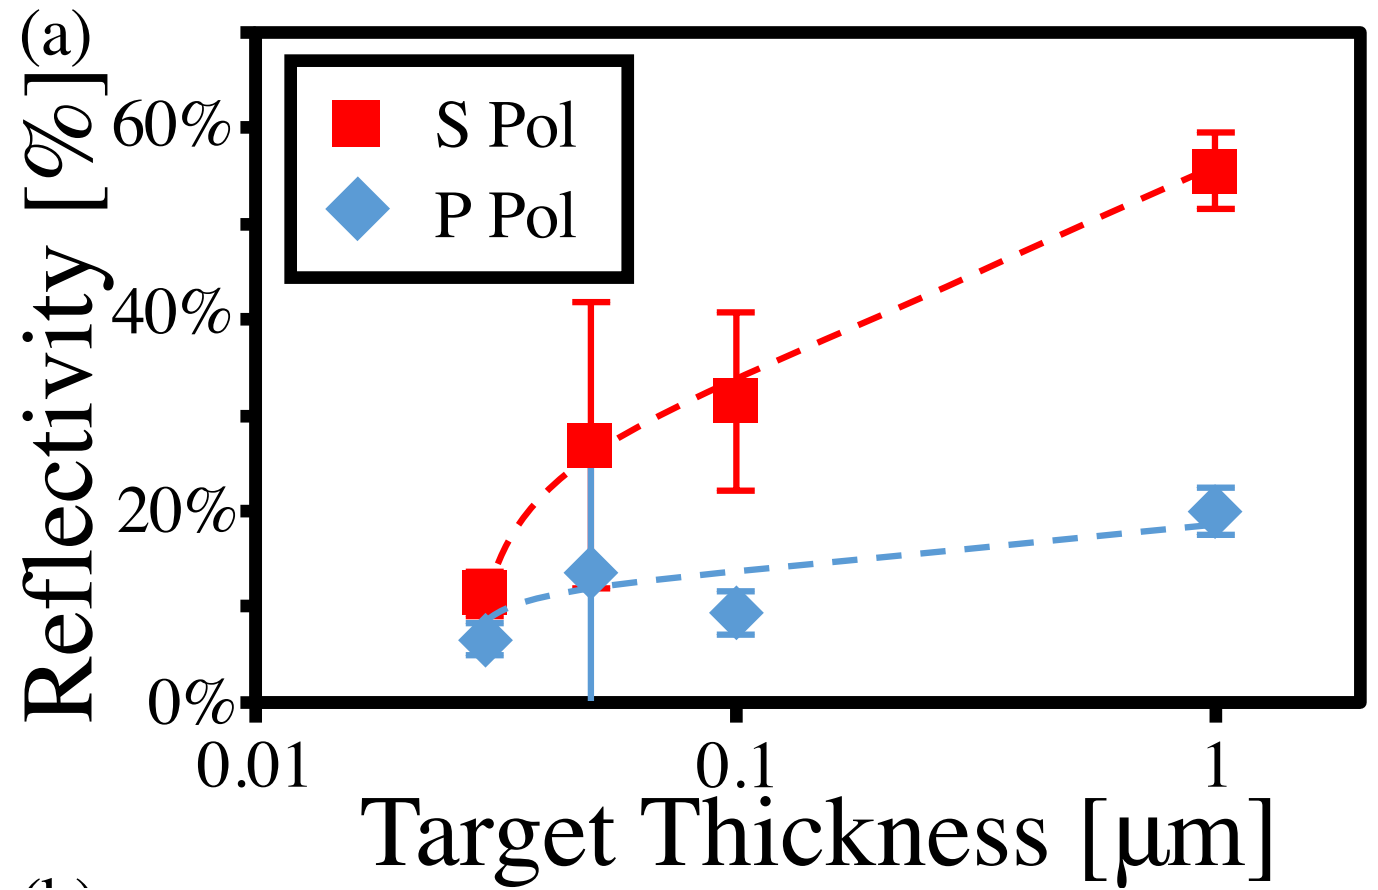 (a)
Reflectivity [%]
60%
40%
20%
0%
S Pol
P Pol
0.01 0.1 1
Target Thickness [μm]
(b)